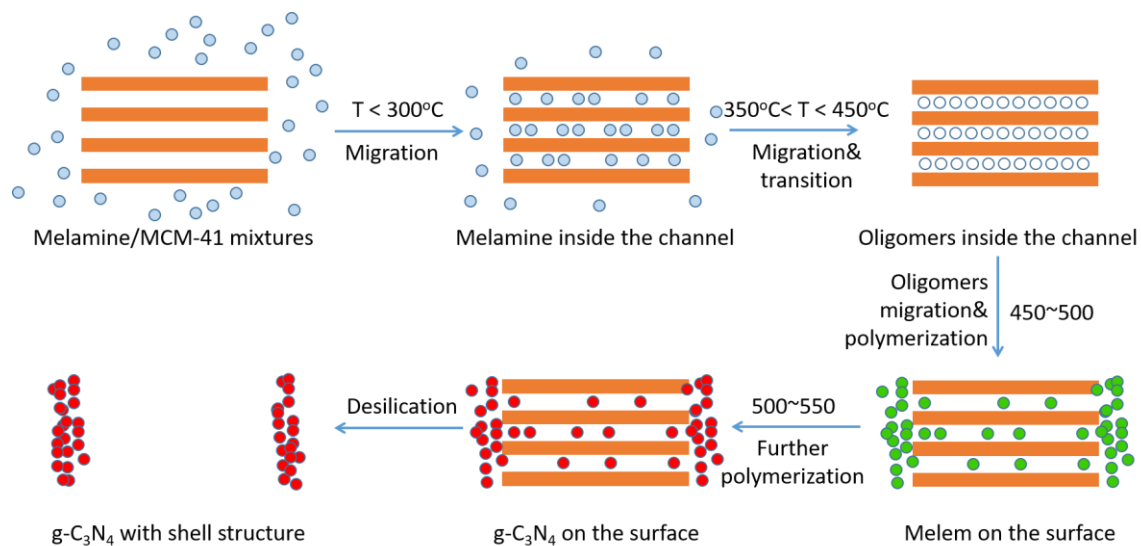 T < 300°C
Migration
350°C< T < 450°C
Migration&
transition
Melamine/MCM-41 mixtures
Melamine inside the channel
Oligomers inside the channel
Oligomers
migration&
polymerization
450~500
Desilication
500~550
Further
polymerization
g-C₃N₄ with shell structure
g-C₃N₄ on the surface
Melem on the surface